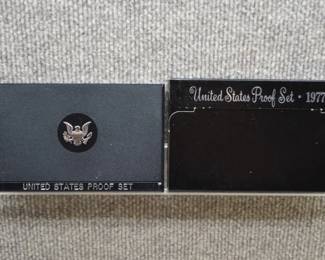 United States Proof Set • 1977
UNITED STATES PROOF SET